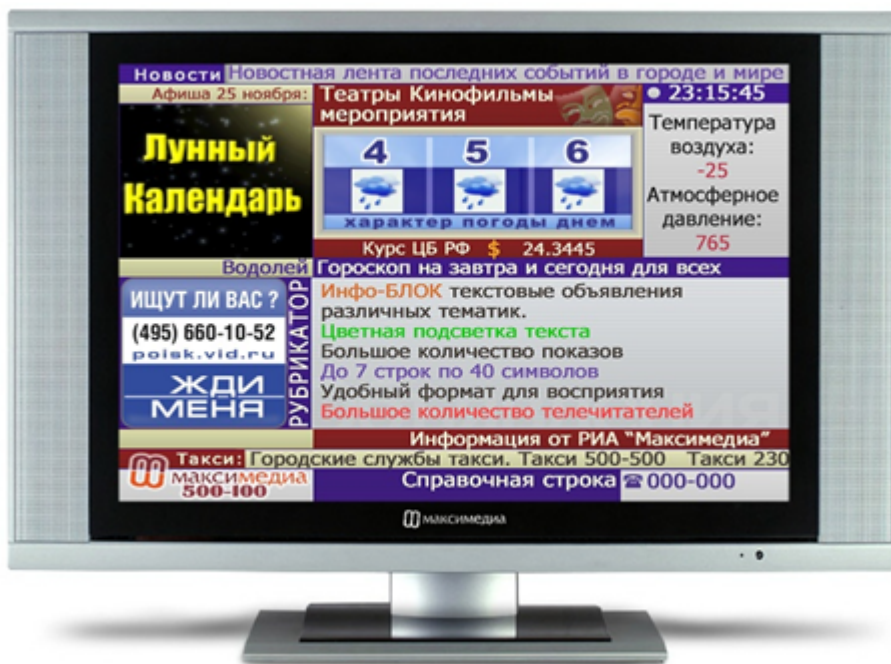 Новости Новостная лента последних событий в городе и мире
Афиша 25 ноября:
Театры Кинофильмы
мероприятия
23:15:45
Лунный
Календарь
4 5 6
характер погоды днем
Температура
воздуха:
-25
Атмосферное
давление:
765
Курс ЦБ РФ $ 24.3445
Водолей Гороскоп на завтра и сегодня для всех
ИЩУТ ЛИ ВАС ?
(495) 660-10-52
poisk.vid.ru
ЖДИ
МЕНЯ
РУБРИКАТОР
Инфо-БЛОК текстовые объявления
различных тематик.
Цветная подсветка текста
Большое количество показов
До 7 строк по 40 символов
Удобный формат для восприятия
Большое количество телечитателей
Информация от РИА "Максимедиа"
Такси: Городские службы такси. Такси 500-500 Такси 230
максимедиа
500-100
Справочная строка ☎ 000-000
максимедиа